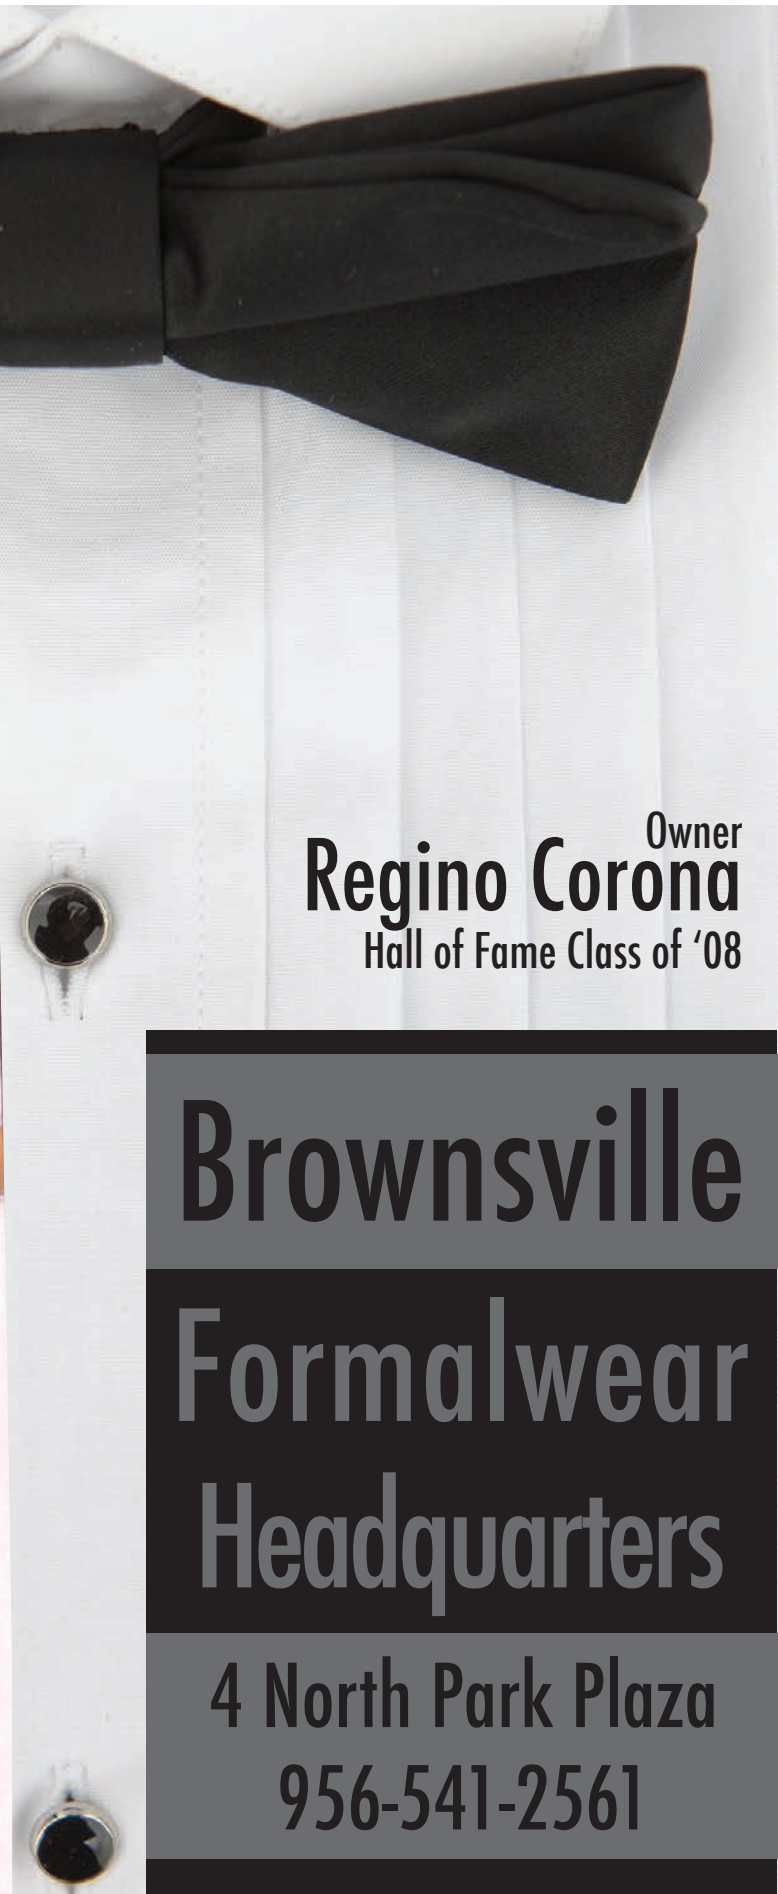 Owner
Regino Corona
Hall of Fame Class of ‘08
Brownsville
Formalwear
Headquarters
4 North Park Plaza
956-541-2561